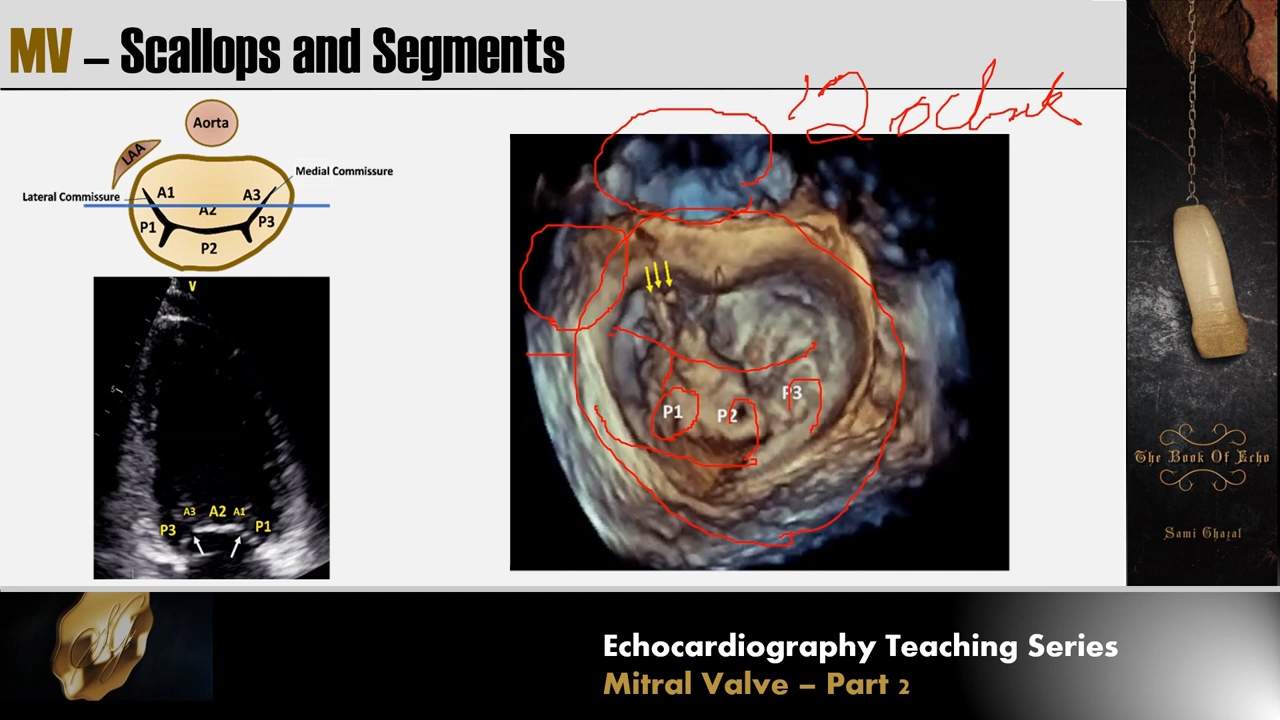 MV – Scallops and Segments
12 oclock
Aorta
LAA
Medial Commissure
Lateral Commissure
A1
A3
A2
P1
P3
P2
V
5
A3
A2
A1
P3
P1
P1
P2
P3
The Book Of Echo
Sami Ghazal
Echocardiography Teaching Series
Mitral Valve – Part 2